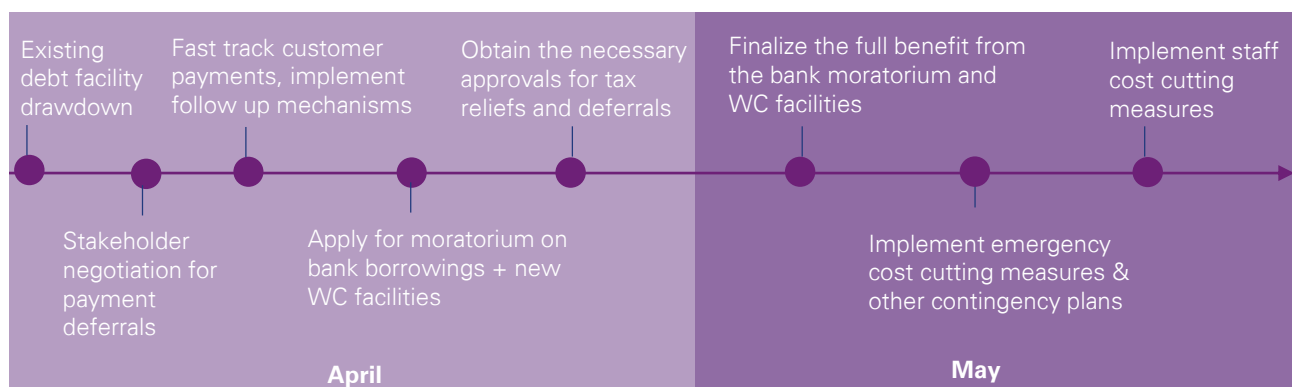 Existing
debt facility
drawdown
Fast track customer
payments, implement
follow up mechanisms
Obtain the necessary
approvals for tax
reliefs and deferrals
Finalize the full benefit from
the bank moratorium and
WC facilities
Implement staff
cost cutting
measures
Stakeholder
negotiation for
payment
deferrals
Apply for moratorium on
bank borrowings + new
WC facilities
Implement emergency
cost cutting measures &
other contingency plans
April
May